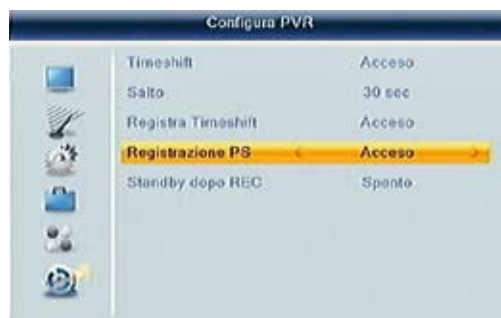 Configura PVR
Timeshift Acceso
Salto 30 sec
Registra Timeshift Acceso
Registrazione PS Acceso
Standby dopo REC Spento